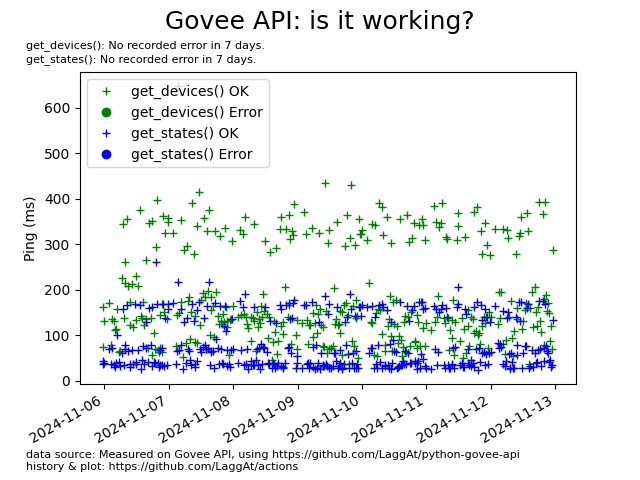 Govee API: is it working?
get_devices(): No recorded error in 7 days.
get_states(): No recorded error in 7 days.
get_devices() OK
get_devices() Error
get_states() OK
get_states() Error
Ping (ms)
600
500
400
300
200
100
0
2024-11-06
2024-11-07
2024-11-08
2024-11-09
2024-11-10
2024-11-11
2024-11-12
2024-11-13
data source: Measured on Govee API, using https://github.com/LaggAt/python-govee-api
history & plot: https://github.com/LaggAt/actions